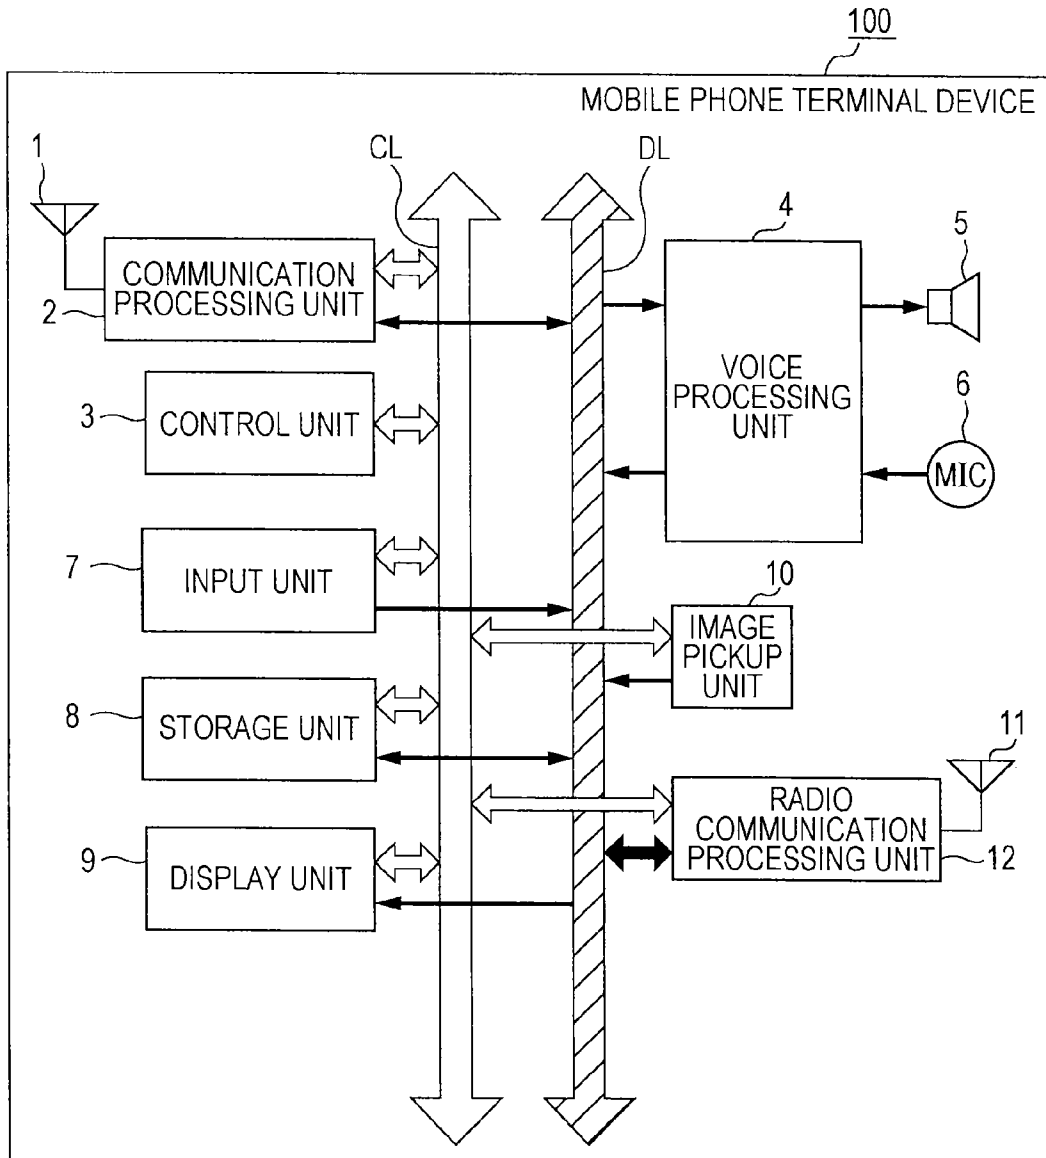 100
MOBILE PHONE TERMINAL DEVICE
1
CL
DL
4
5
COMMUNICATION
PROCESSING UNIT
2
VOICE
PROCESSING
UNIT
3
CONTROL UNIT
6
MIC
7
INPUT UNIT
10
IMAGE
PICKUP
UNIT
8
STORAGE UNIT
11
RADIO
COMMUNICATION
PROCESSING UNIT
12
9
DISPLAY UNIT